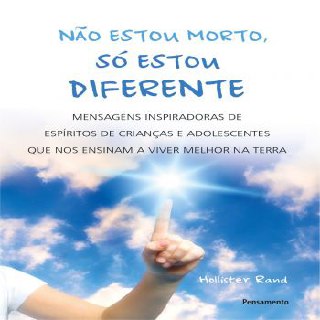 NÃO ESTOU MORTO,
SÓ ESTOU
DIFERENTE
MENSAGENS INSPIRADORAS DE
ESPÍRITOS DE CRIANÇAS E ADOLESCENTES
QUE NOS ENSINAM A VIVER MELHOR NA TERRA
Hollister Rand
Pensamento